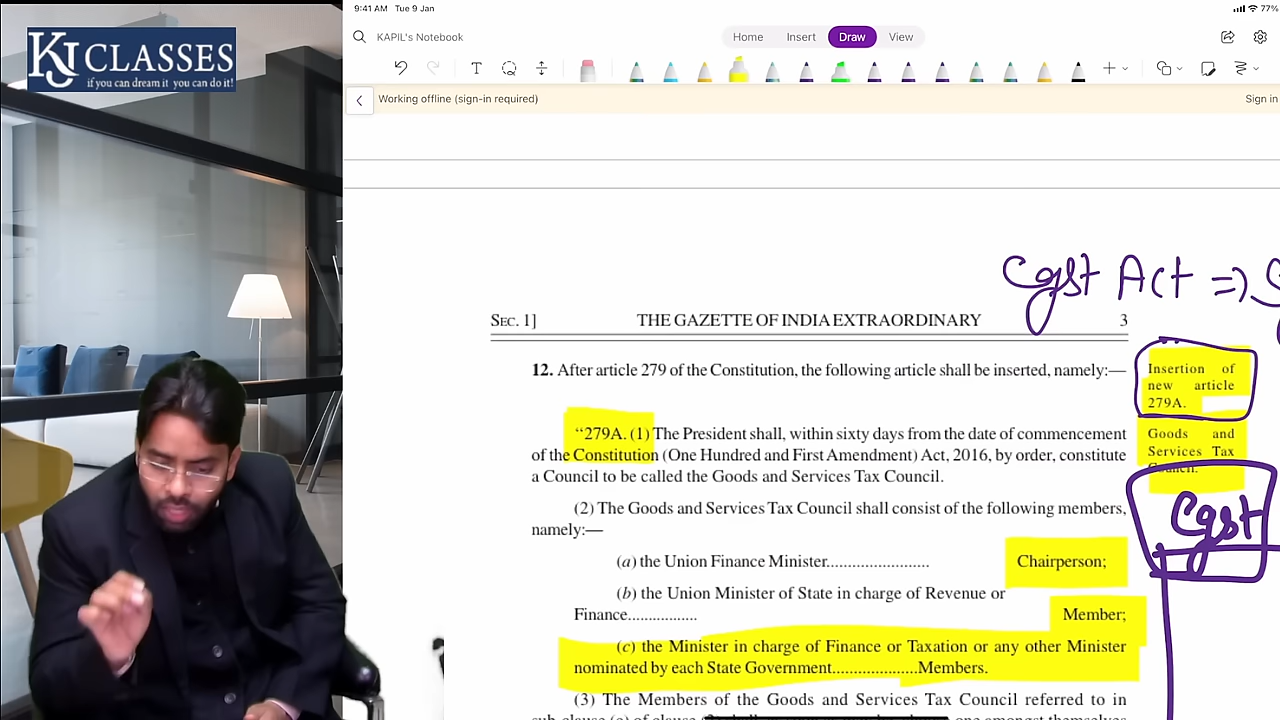 9:41 AM Tue 9 Jan
77%
KJ CLASSES
if you can dream it you can do it!
KAPIL's Notebook
Home Insert Draw View
Working offline (sign-in required)
Sign in
Cgst Act =>
SEC. 1] THE GAZETTE OF INDIA EXTRAORDINARY 3
12. After article 279 of the Constitution, the following article shall be inserted, namely:—
Insertion of
new article
279A.
“279A. (1) The President shall, within sixty days from the date of commencement
of the Constitution (One Hundred and First Amendment) Act, 2016, by order, constitute
a Council to be called the Goods and Services Tax Council.
Goods and
Services Tax
Council.
Cgst
(2) The Goods and Services Tax Council shall consist of the following members,
namely:—
(a) the Union Finance Minister........................ Chairperson;
(b) the Union Minister of State in charge of Revenue or
Finance................. Member;
(c) the Minister in charge of Finance or Taxation or any other Minister
nominated by each State Government....................Members.
(3) The Members of the Goods and Services Tax Council referred to in